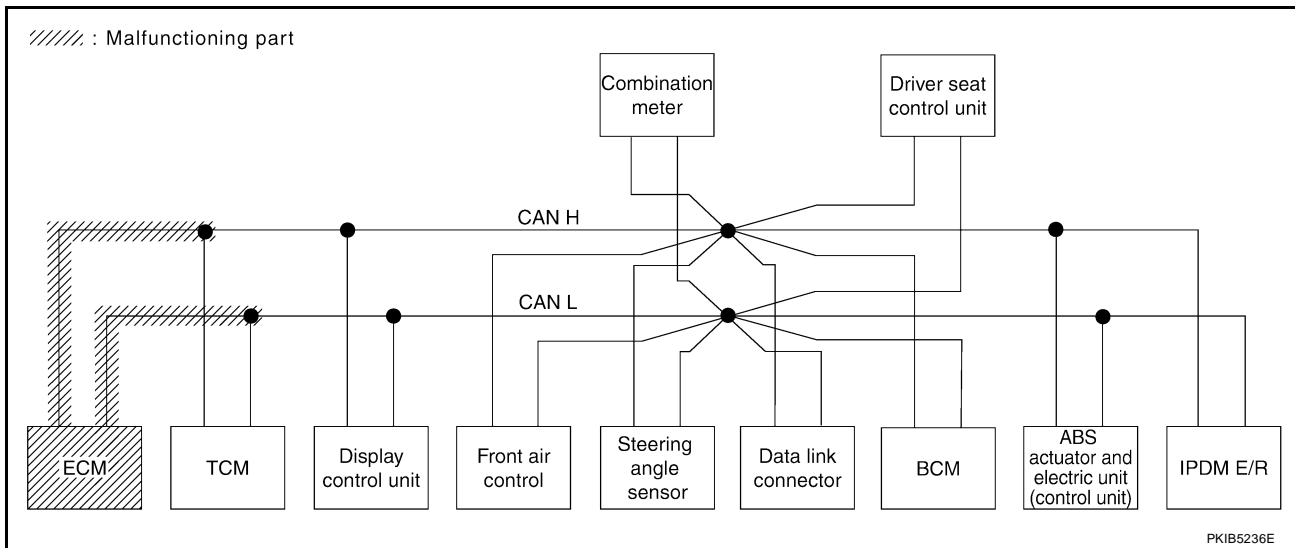 : Malfunctioning part
Combination
meter
Driver seat
control unit
CAN H
CAN L
ECM
TCM
Display
control unit
Front air
control
Steering
angle
sensor
Data link
connector
BCM
ABS
actuator and
electric unit
(control unit)
IPDM E/R
PKIB5236E